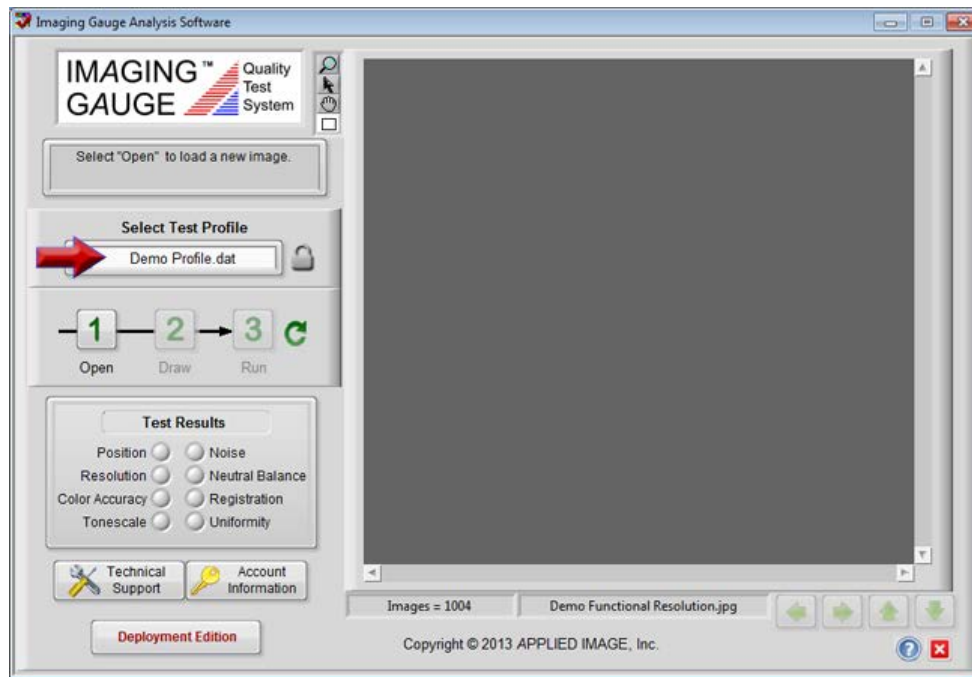 Imaging Gauge Analysis Software
IMAGING™
GAUGE
Quality
Test
System
Select "Open" to load a new image.
Select Test Profile
Demo Profile.dat
1
2
3
Open
Draw
Run
Test Results
Position
Noise
Resolution
Neutral Balance
Color Accuracy
Registration
Tonescale
Uniformity
Technical
Support
Account
Information
Deployment Edition
Images = 1004
Demo Functional Resolution.jpg
Copyright © 2013 APPLIED IMAGE, Inc.
?